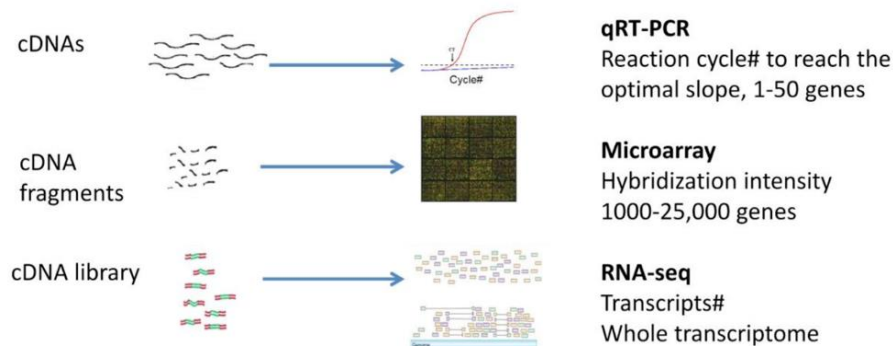 cDNAs
CT
Cycle#
qRT-PCR
Reaction cycle# to reach the
optimal slope, 1-50 genes
cDNA
fragments
Microarray
Hybridization intensity
1000-25,000 genes
cDNA library
RNA-seq
Transcripts#
Whole transcriptome